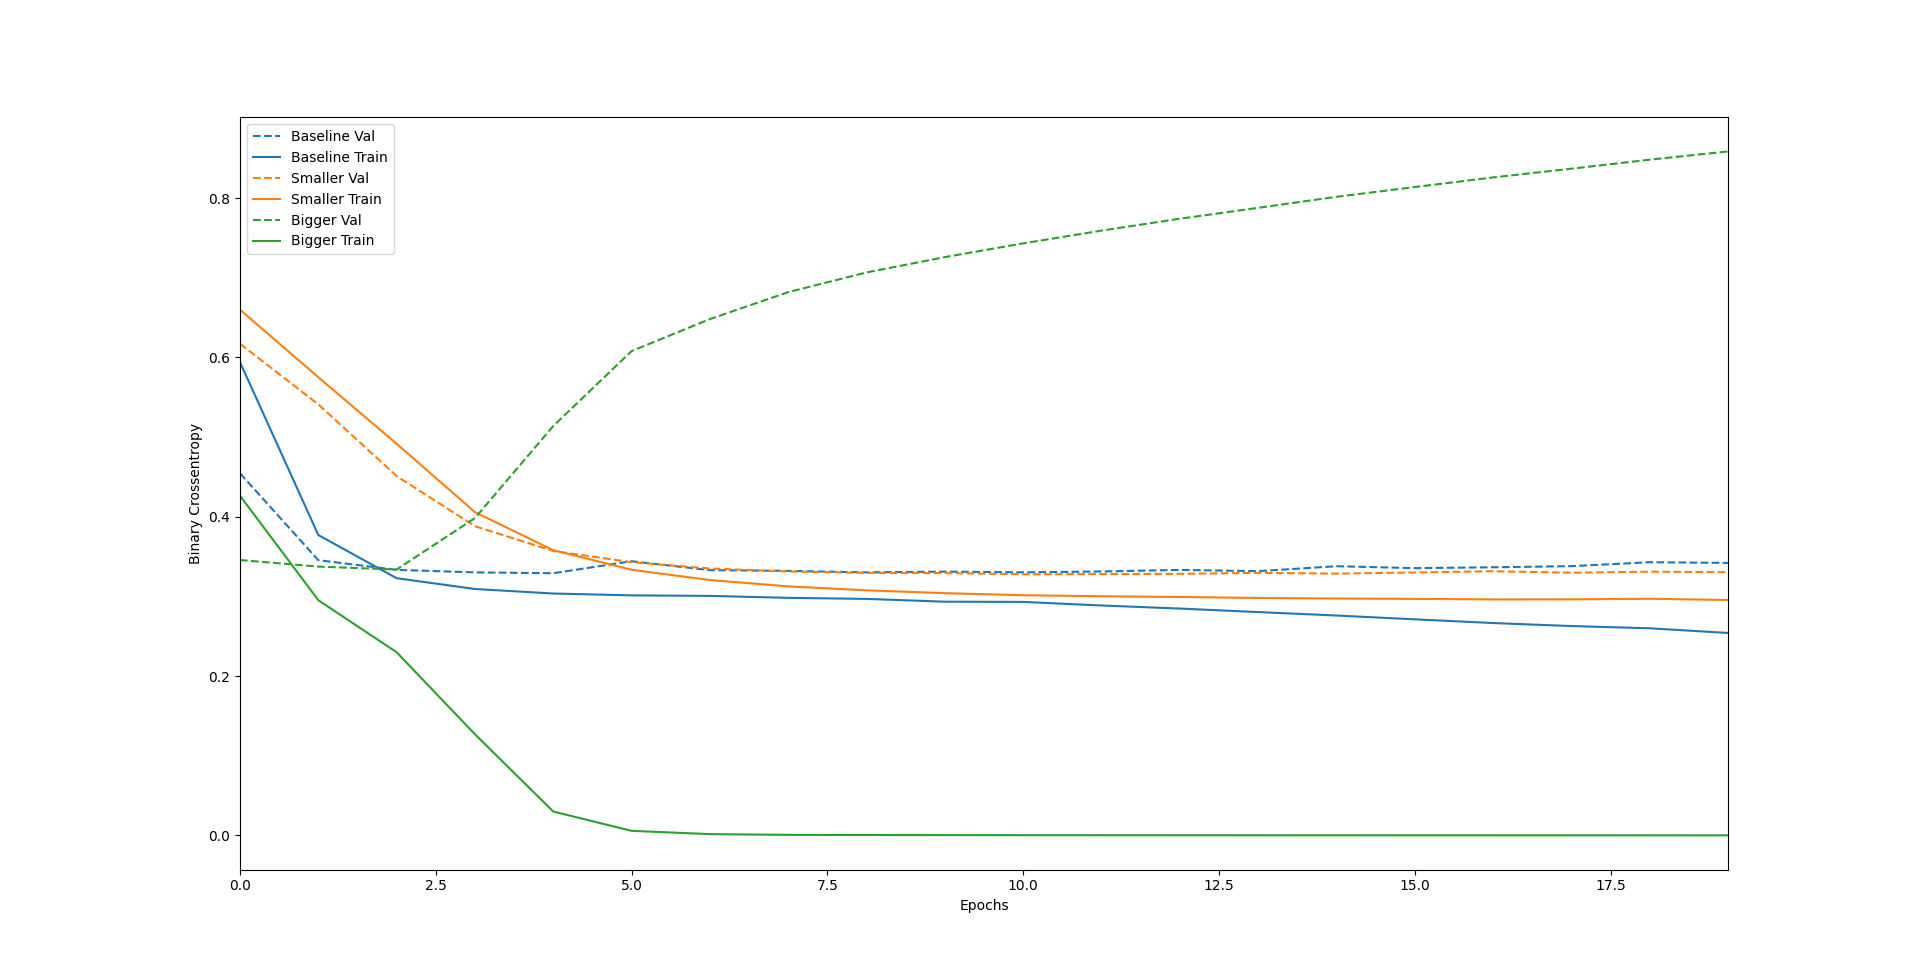 Baseline Val
Baseline Train
Smaller Val
Smaller Train
Bigger Val
Bigger Train
0.8
0.6
0.4
0.2
0.0
Binary Crossentropy
0.0 2.5 5.0 7.5 10.0 12.5 15.0 17.5
Epochs